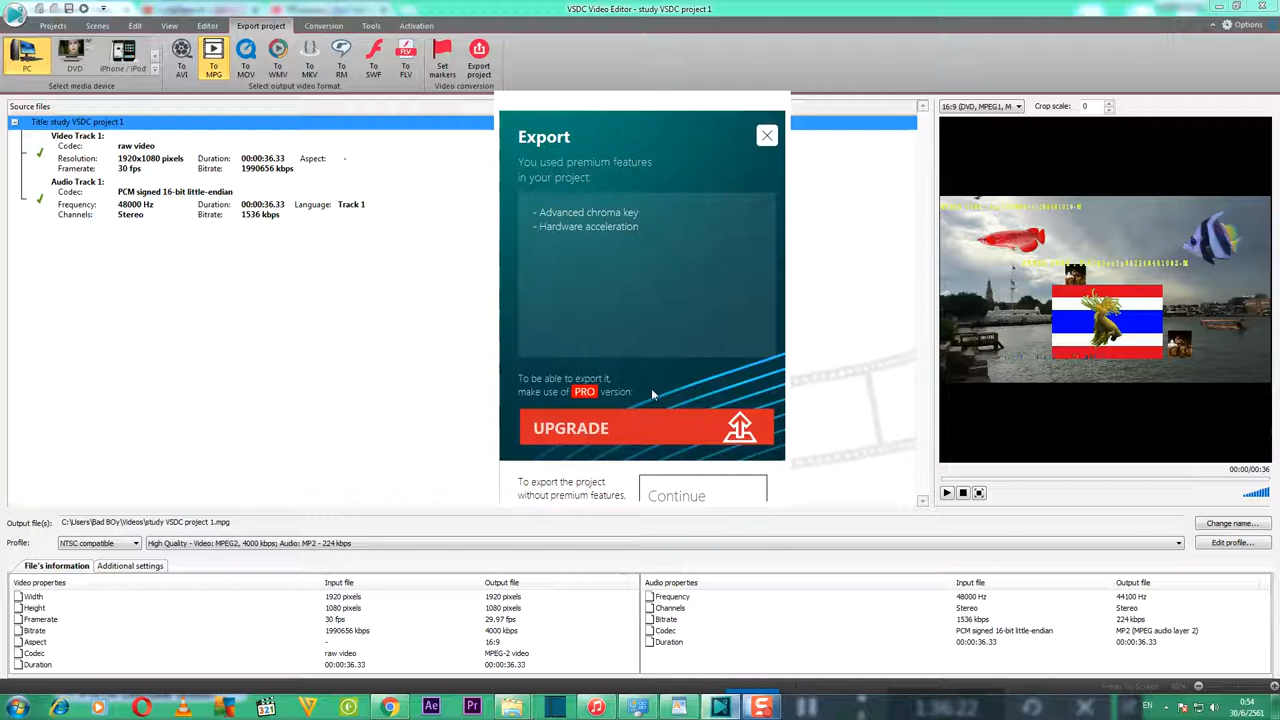 VSDC Video Editor - study VSDC project 1
Projects Scenes Edit View Editor Export project Conversion Tools Activation
Options
PC
DVD
iPhone / iPod
To AVI
To MPG
To MOV
To WMV
To MKV
To RM
To SWF
To FLV
Set markers
Export project
Select media device
Select output video format
Video conversion
Source files
Title: study VSDC project 1
Video Track 1:
Codec: raw video
Resolution: 1920x1080 pixels Duration: 00:00:36.33 Aspect: -
Framerate: 30 fps Bitrate: 1990656 kbps
Audio Track 1:
Codec: PCM signed 16-bit little-endian
Frequency: 48000 Hz Duration: 00:00:36.33 Language: Track 1
Channels: Stereo Bitrate: 1536 kbps
Export
You used premium features
in your project:
- Advanced chroma key
- Hardware acceleration
To be able to export it,
make use of PRO version:
UPGRADE
To export the project
without premium features,
Continue
16:9 (DVD, MPEG1, M
Crop scale: 0
00:00/00:36
Output file(s): C:\Users\Bad BOy\Videos\study VSDC project 1.mpg
Change name...
Profile: NTSC compatible High Quality - Video: MPEG2, 4000 kbps; Audio: MP2 - 224 kbps
Edit profile...
File's information Additional settings
Video properties Input file Output file
Width 1920 pixels 1920 pixels
Height 1080 pixels 1080 pixels
Framerate 30 fps 29.97 fps
Bitrate 1990656 kbps 4000 kbps
Aspect - 16:9
Codec raw video MPEG-2 video
Duration 00:00:36.33 00:00:36.33
Audio properties Input file Output file
Frequency 48000 Hz 44100 Hz
Channels Stereo Stereo
Bitrate 1536 kbps 224 kbps
Codec PCM signed 16-bit little-endian MP2 (MPEG audio layer 2)
Duration 00:00:36.33 00:00:36.33
321
Ae
Pr
EN
0:54
30/6/2561